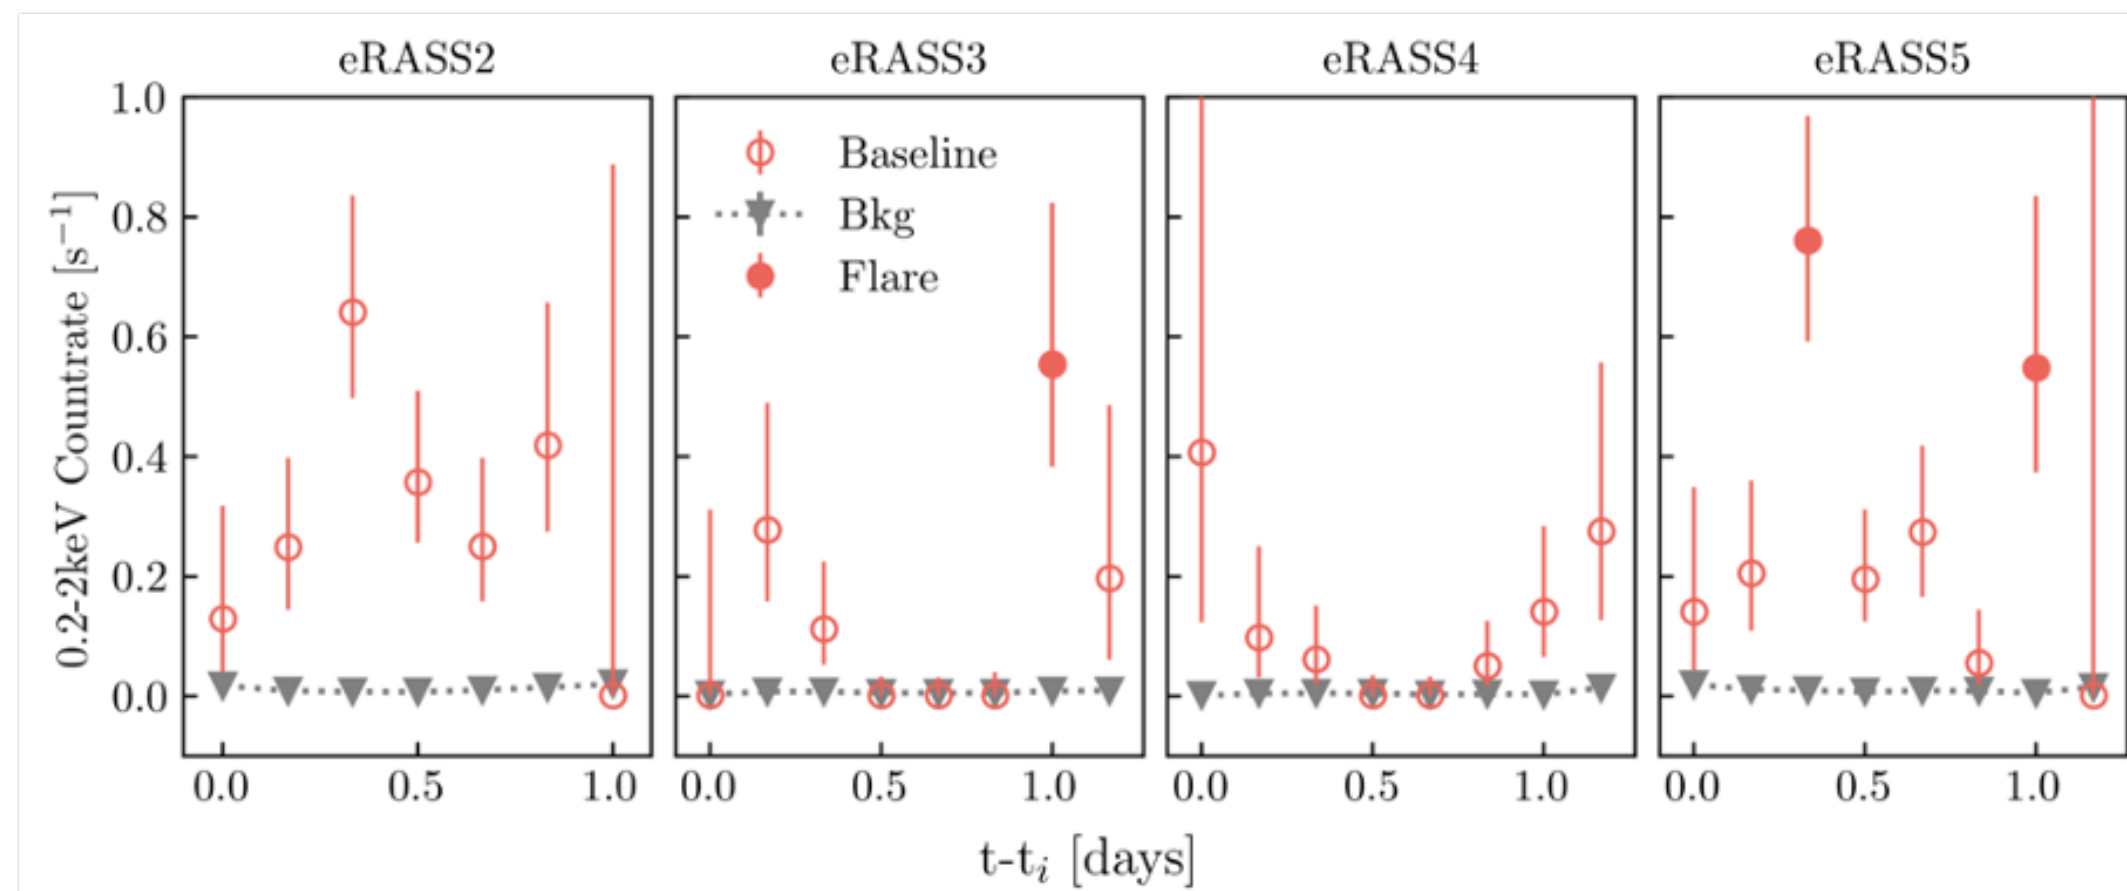 eRASS2 eRASS3 eRASS4 eRASS5
1.0
0.8
0.6
0.4
0.2
0.0
0.2-2keV Countrate [s⁻¹]
Baseline
Bkg
Flare
0.0 0.5 1.0 0.0 0.5 1.0 0.0 0.5 1.0 0.0 0.5 1.0
t-tᵢ [days]